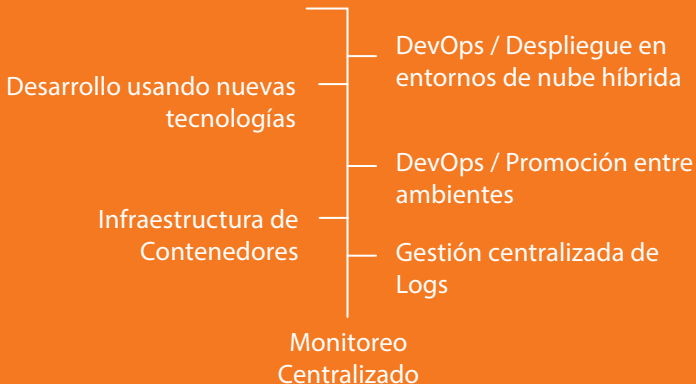 DevOps / Despliegue en
entornos de nube híbrida
Desarrollo usando nuevas
tecnologías
DevOps / Promoción entre
ambientes
Infraestructura de
Contenedores
Gestión centralizada de
Logs
Monitoreo
Centralizado